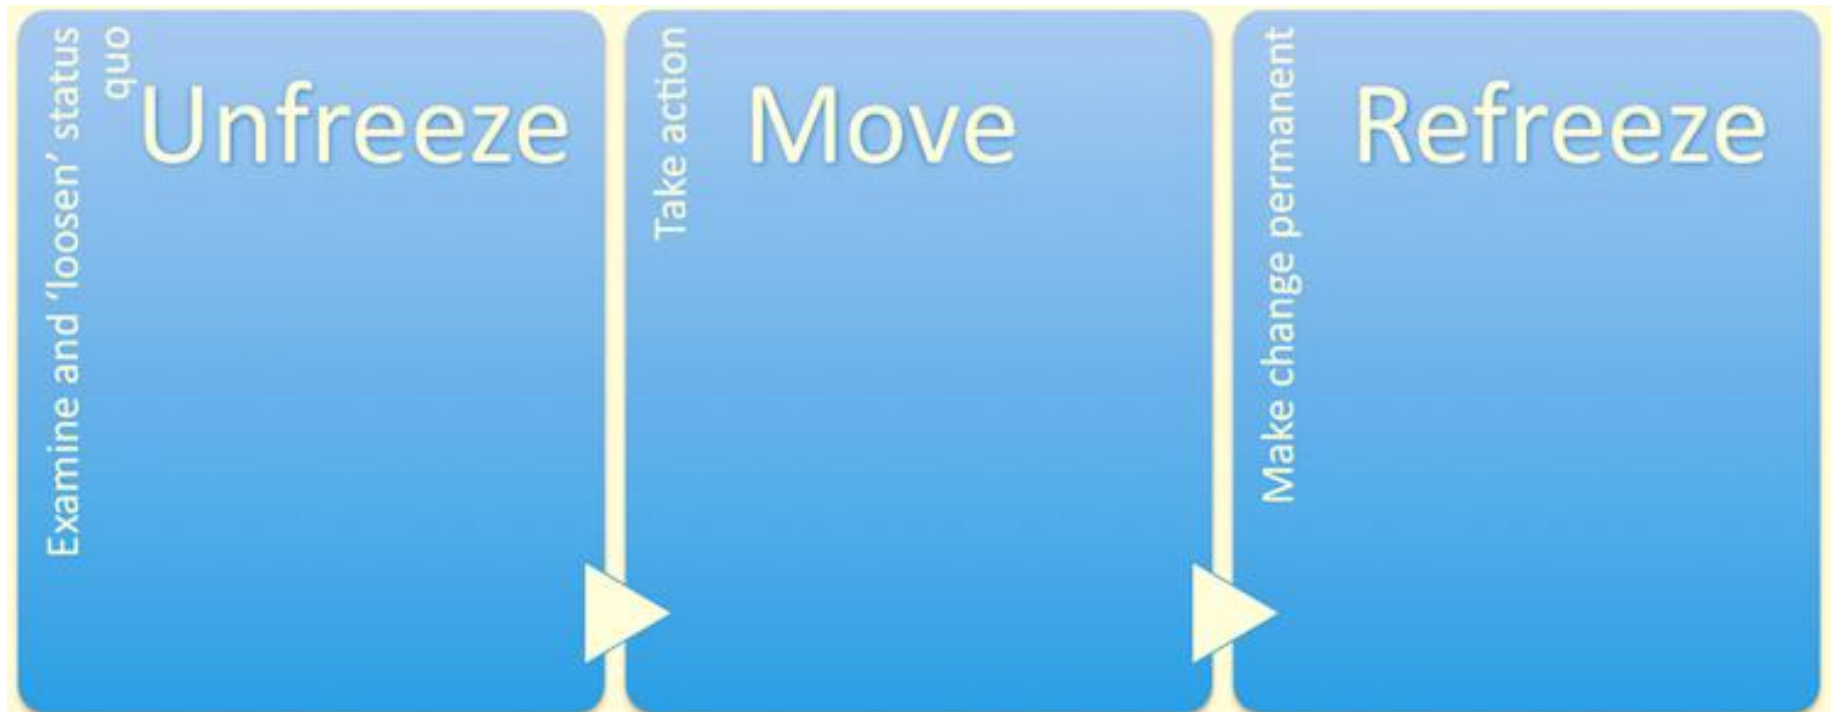 Examine and ‘loosen’ status
quo
Unfreeze
Take action
Move
Make change permanent
Refreeze